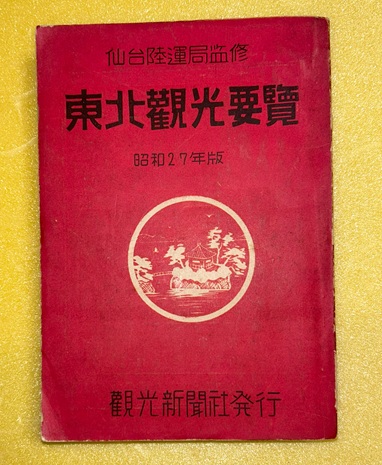 仙台陸運局监修
東北觀光要覽
昭和27年版
觀光新聞社発行